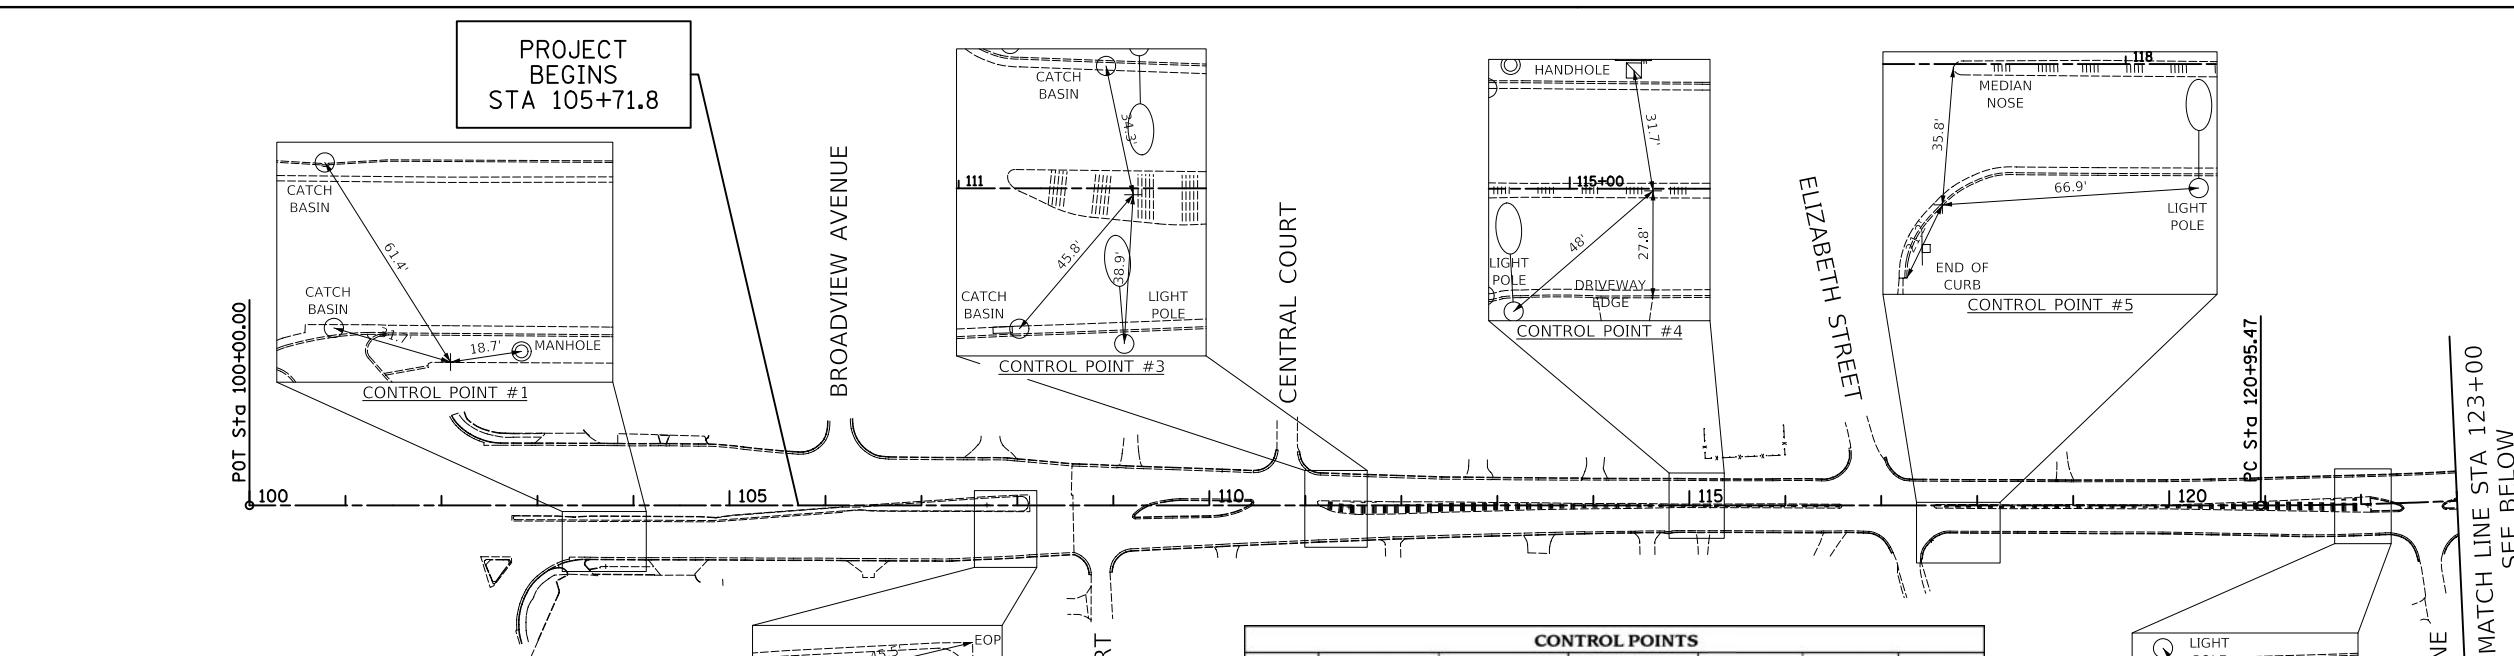 PROJECT
BEGINS
STA 105+71.8
CATCH
BASIN
61.4'
CATCH
BASIN
18.7'
MANHOLE
CONTROL POINT #1
BROADVIEW AVENUE
CATCH
BASIN
34.3'
111
45.8'
38.9'
CATCH
BASIN
LIGHT
POLE
CONTROL POINT #3
CENTRAL COURT
HANDHOLE
31.7'
115+00
48'
27.8'
LIGHT
POLE
DRIVEWAY
EDGE
CONTROL POINT #4
ELIZABETH STREET
118
MEDIAN
NOSE
35.8'
66.9'
LIGHT
POLE
END OF
CURB
CONTROL POINT #5
POT Sta 100+00.00
PC Sta 120+95.47
MATCH LINE STA 123+00
SEE BELOW
100
105
110
115
120
EOP
CONTROL POINTS
LIGHT